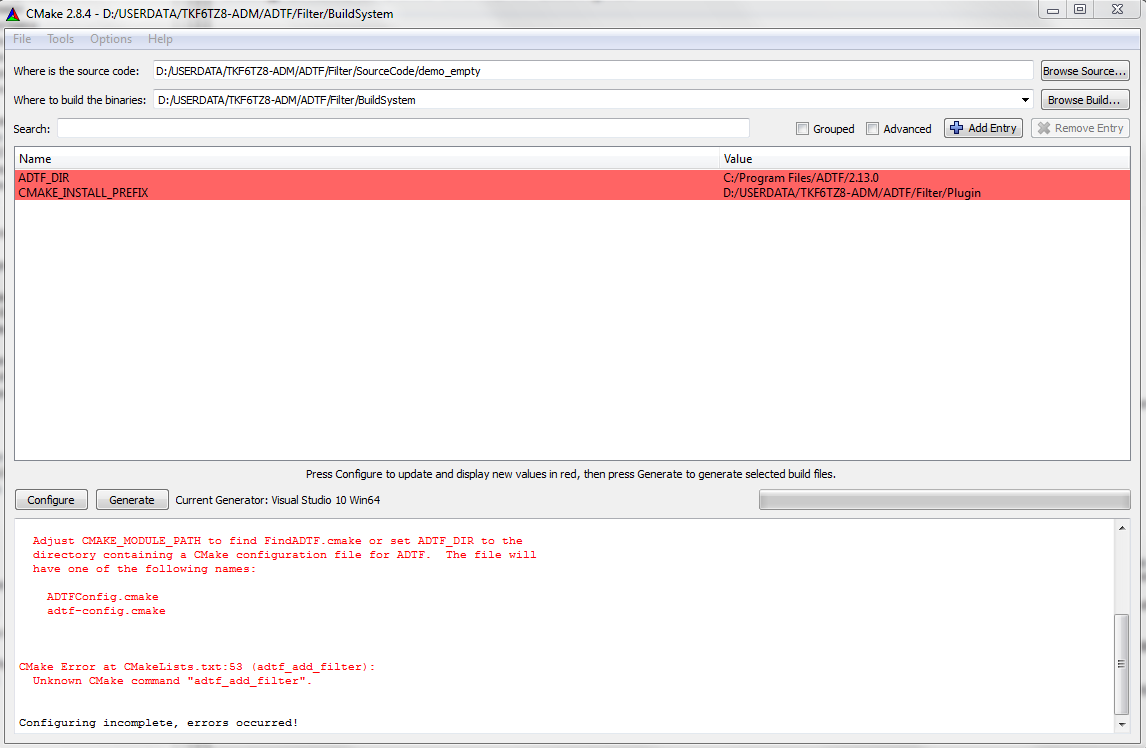 CMake 2.8.4 - D:/USERDATA/TKF6TZ8-ADM/ADTF/Filter/BuildSystem
File Tools Options Help
Where is the source code: D:/USERDATA/TKF6TZ8-ADM/ADTF/Filter/SourceCode/demo_empty Browse Source...
Where to build the binaries: D:/USERDATA/TKF6TZ8-ADM/ADTF/Filter/BuildSystem Browse Build...
Search: Grouped Advanced Add Entry Remove Entry
Name Value
ADTF_DIR C:/Program Files/ADTF/2.13.0
CMAKE_INSTALL_PREFIX D:/USERDATA/TKF6TZ8-ADM/ADTF/Filter/Plugin
Press Configure to update and display new values in red, then press Generate to generate selected build files.
Configure Generate Current Generator: Visual Studio 10 Win64
Adjust CMAKE_MODULE_PATH to find FindADTF.cmake or set ADTF_DIR to the
directory containing a CMake configuration file for ADTF.  The file will
have one of the following names:
ADTFConfig.cmake
adtf-config.cmake
CMake Error at CMakeLists.txt:53 (adtf_add_filter):
Unknown CMake command "adtf_add_filter".
Configuring incomplete, errors occurred!